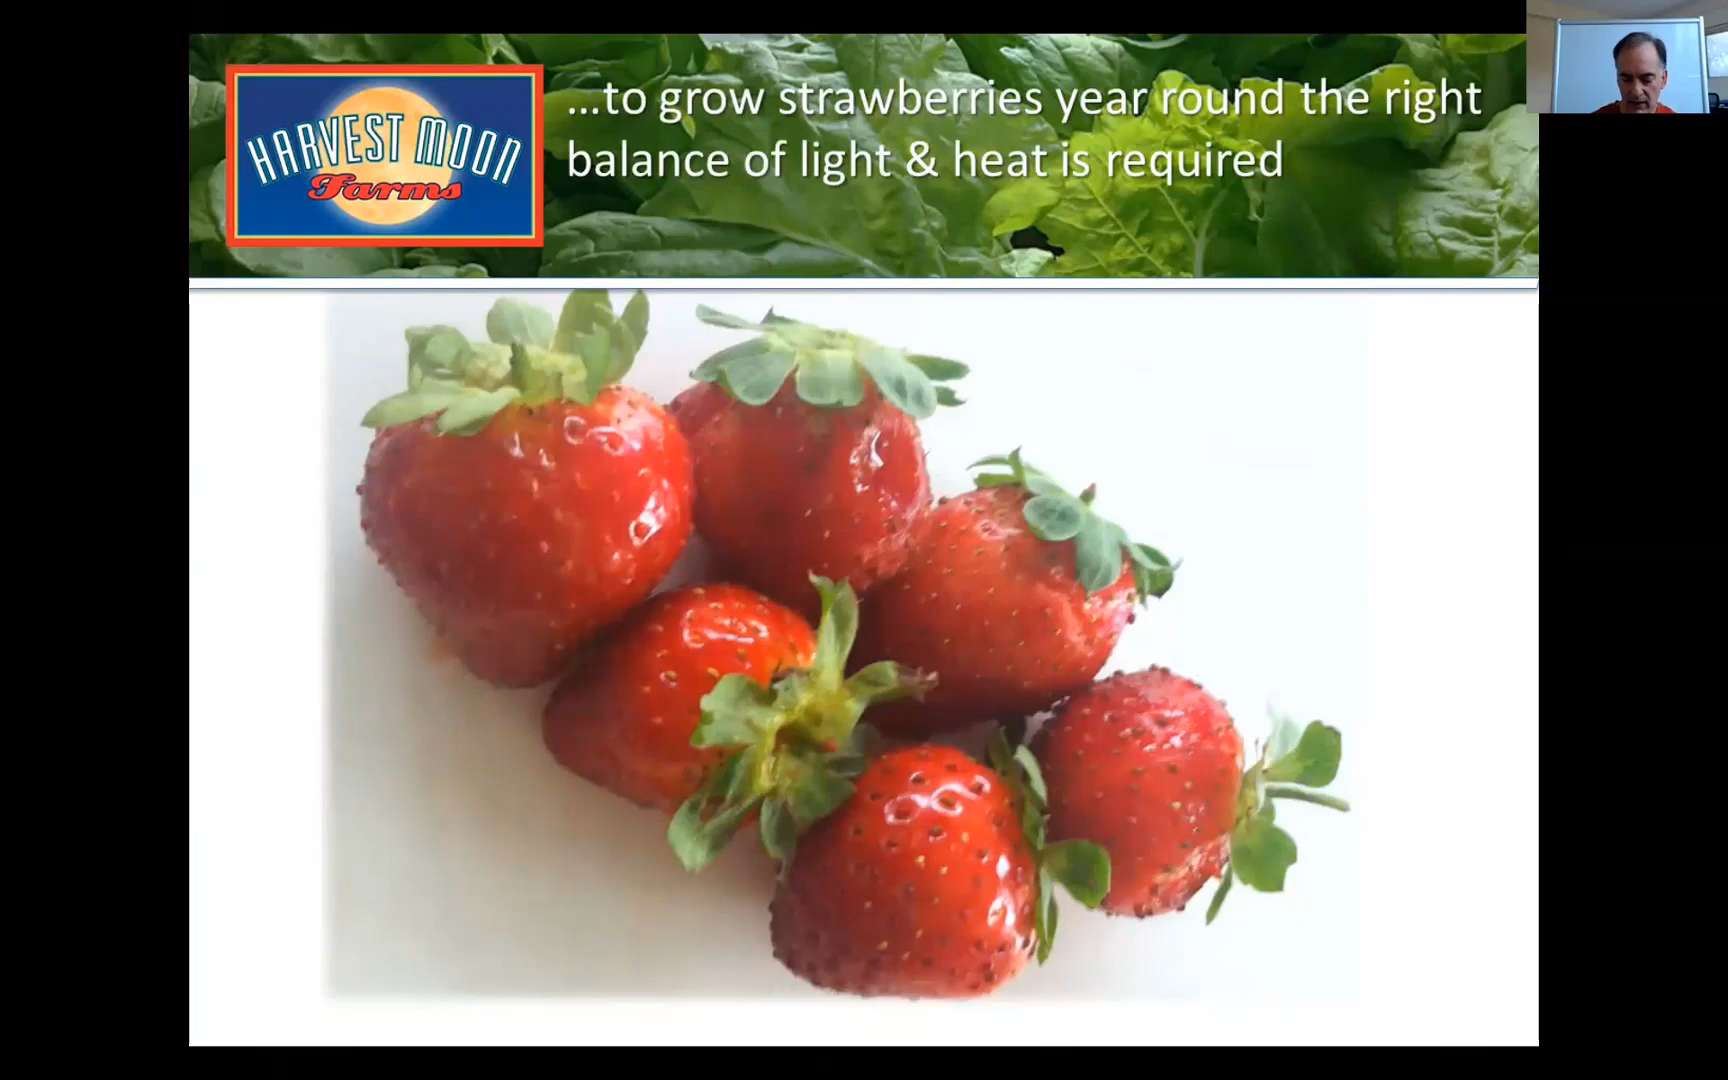 HARVEST MOON
Farms
...to grow strawberries year round the right
balance of light & heat is required